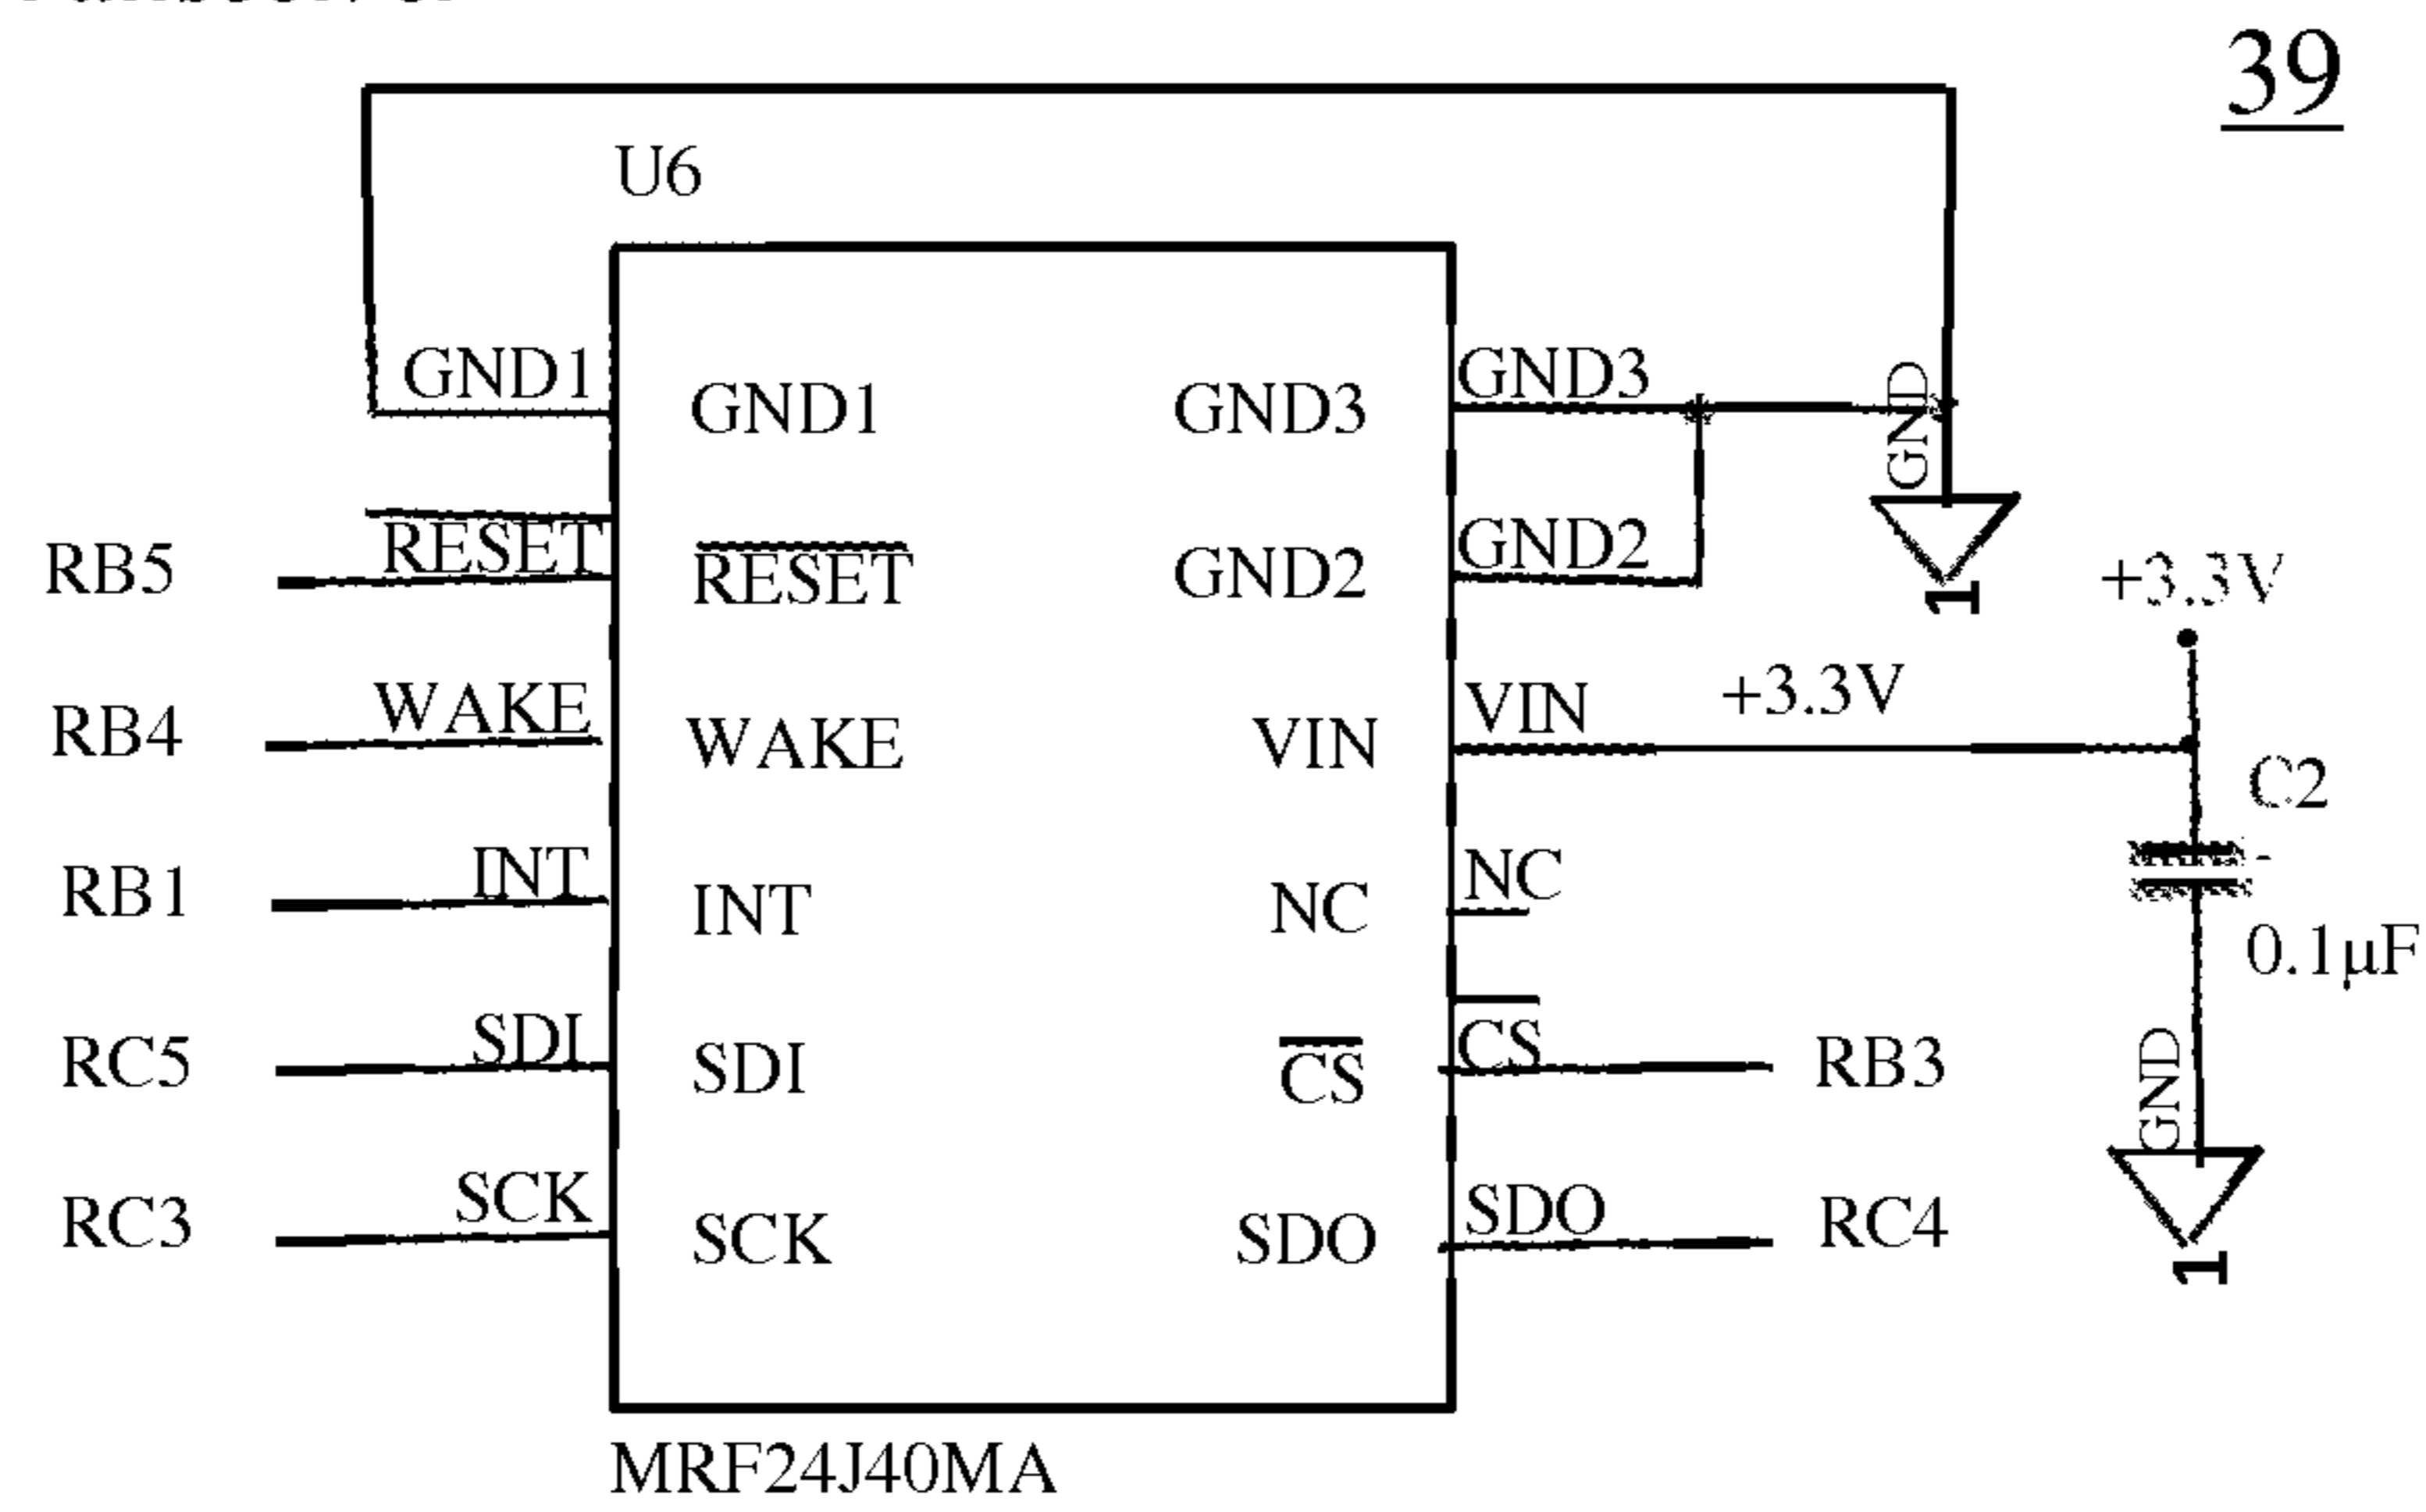 39
U6
GND1 GND1 GND3 GND3 GND
RB5 RESET RESET GND2 GND2 1 +3.3V
RB4 WAKE WAKE VIN VIN +3.3V
C2
RB1 INT INT NC NC 0.1µF
RC5 SDI SDI CS CS RB3 GND
RC3 SCK SCK SDO SDO RC4 1
MRF24J40MA